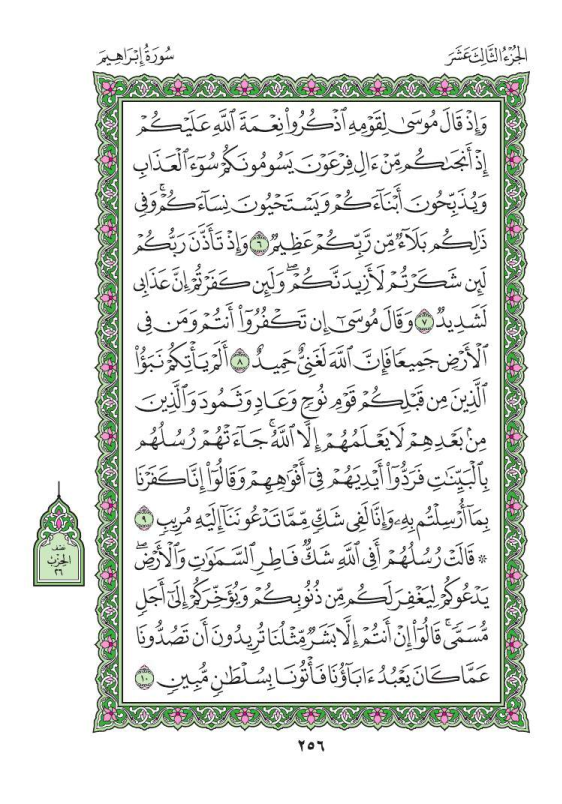 الجُزْءُ الثَّالِثَ عَشَرَ
سُورَةُ إِبْرَاهِيمَ
وَإِذْ قَالَ مُوسَىٰ لِقَوْمِهِ ٱذْكُرُوا۟ نِعْمَةَ ٱللَّهِ عَلَيْكُمْ
إِذْ أَنجَىٰكُم مِّنْ ءَالِ فِرْعَوْنَ يَسُومُونَكُمْ سُوٓءَ ٱلْعَذَابِ
وَيُذَبِّحُونَ أَبْنَآءَكُمْ وَيَسْتَحْيُونَ نِسَآءَكُمْ ۚ وَفِى
ذَٰلِكُم بَلَآءٌ مِّن رَّبِّكُمْ عَظِيمٌ ٦ وَإِذْ تَأَذَّنَ رَبُّكُمْ
لَئِن شَكَرْتُمْ لَأَزِيدَنَّكُمْ ۖ وَلَئِن كَفَرْتُمْ إِنَّ عَذَابِى
لَشَدِيدٌ ٧ وَقَالَ مُوسَىٰٓ إِن تَكْفُرُوٓا۟ أَنتُمْ وَمَن فِى
ٱلْأَرْضِ جَمِيعًا فَإِنَّ ٱللَّهَ لَغَنِىٌّ حَمِيدٌ ٨ أَلَمْ يَأْتِكُمْ نَبَؤُا۟
ٱلَّذِينَ مِن قَبْلِكُمْ قَوْمِ نُوحٍ وَعَادٍ وَثَمُودَ وَٱلَّذِينَ
مِنۢ بَعْدِهِمْ لَا يَعْلَمُهُمْ إِلَّا ٱللَّهُ ۚ جَآءَتْهُمْ رُسُلُهُم
بِٱلْبَيِّنَٰتِ فَرَدُّوٓا۟ أَيْدِيَهُمْ فِىٓ أَفْوَٰهِهِمْ وَقَالُوٓا۟ إِنَّا كَفَرْنَا
بِمَآ أُرْسِلْتُم بِهِۦ وَإِنَّا لَفِى شَكٍّ مِّمَّا تَدْعُونَنَآ إِلَيْهِ مُرِيبٍ ٩
۞ قَالَتْ رُسُلُهُمْ أَفِى ٱللَّهِ شَكٌّ فَاطِرِ ٱلسَّمَٰوَٰتِ وَٱلْأَرْضِ ۖ
يَدْعُوكُمْ لِيَغْفِرَ لَكُم مِّن ذُنُوبِكُمْ وَيُؤَخِّرَكُمْ إِلَىٰٓ أَجَلٍ
مُّسَمًّى ۚ قَالُوٓا۟ إِنْ أَنتُمْ إِلَّا بَشَرٌ مِّثْلُنَا تُرِيدُونَ أَن تَصُدُّونَا
عَمَّا كَانَ يَعْبُدُ ءَابَآؤُنَا فَأْتُونَا بِسُلْطَٰنٍ مُّبِينٍ ١٠
نِصْف
الحِزْبِ
٢٦
٢٥٦